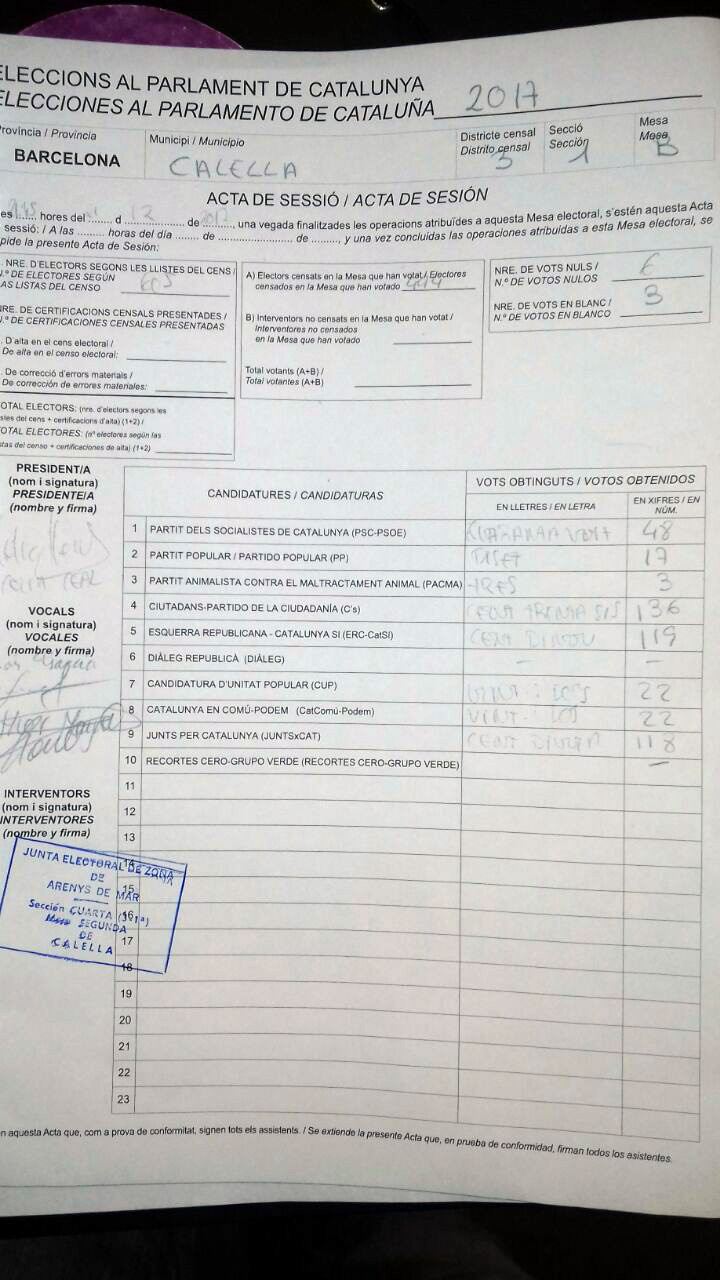 ELECCIONS AL PARLAMENT DE CATALUNYA
ELECCIONES AL PARLAMENTO DE CATALUÑA 2017
Província / Provincia
BARCELONA
Municipi / Municipio
CALELLA
Districte censal
Distrito censal
3
Secció
Sección
1
Mesa
Mesa
B
ACTA DE SESSIÓ / ACTA DE SESIÓN
les ...... hores del ...... d 12 de 2017, una vegada finalitzades les operacions atribuïdes a aquesta Mesa electoral, s'estén aquesta Acta
sessió: / A las ........ horas del día ....... de .................. de ........, y una vez concluidas las operaciones atribuidas a esta Mesa electoral, se
pide la presente Acta de Sesión:
. NRE. D'ELECTORS SEGONS LES LLISTES DEL CENS /
N.º DE ELECTORES SEGÚN
LAS LISTAS DEL CENSO
NRE. DE CERTIFICACIONS CENSALS PRESENTADES /
N.º DE CERTIFICACIONES CENSALES PRESENTADAS
. D'alta en el cens electoral /
De alta en el censo electoral:
. De correcció d'errors materials /
De corrección de errores materiales:
TOTAL ELECTORS: (nre. d'electors segons les
listes del cens + certificacions d'alta) (1+2) /
TOTAL ELECTORES: (nº electores según las
listas del censo + certificaciones de alta) (1+2)
A) Electors censats en la Mesa que han votat / Electores
censados en la Mesa que han votado
B) Interventors no censats en la Mesa que han votat /
Interventores no censados
en la Mesa que han votado
Total votants (A+B) /
Total votantes (A+B)
NRE. DE VOTS NULS /
N.º DE VOTOS NULOS
NRE. DE VOTS EN BLANC /
N.º DE VOTOS EN BLANCO 3
PRESIDENT/A
(nom i signatura)
PRESIDENTE/A
(nombre y firma)
VOCALS
(nom i signatura)
VOCALES
(nombre y firma)
INTERVENTORS
(nom i signatura)
INTERVENTORES
(nombre y firma)
CANDIDATURES / CANDIDATURAS
VOTS OBTINGUTS / VOTOS OBTENIDOS
EN LLETRES / EN LETRA
EN XIFRES / EN NÚM.
1 PARTIT DELS SOCIALISTES DE CATALUNYA (PSC-PSOE) 48
2 PARTIT POPULAR / PARTIDO POPULAR (PP) 17
3 PARTIT ANIMALISTA CONTRA EL MALTRACTAMENT ANIMAL (PACMA) TRES 3
4 CIUTADANS-PARTIDO DE LA CIUDADANÍA (C's) CENT TRENTA SIS 136
5 ESQUERRA REPUBLICANA - CATALUNYA SI (ERC-CatSI) CENT DINOU 119
6 DIÀLEG REPUBLICÀ (DIÀLEG) – –
7 CANDIDATURA D'UNITAT POPULAR (CUP) VINT-I DOS 22
8 CATALUNYA EN COMÚ-PODEM (CatComú-Podem) VINT-I DOS 22
9 JUNTS PER CATALUNYA (JUNTSxCAT) CENT 118
10 RECORTES CERO-GRUPO VERDE (RECORTES CERO-GRUPO VERDE) –
11
12
13
14
15
16
17
18
19
20
21
22
23
JUNTA ELECTORAL DE ZONA
DE
ARENYS DE MAR
Sección CUARTA (3ª1ª)
Mesa SEGUNDA
DE
CALELLA
n aquesta Acta que, com a prova de conformitat, signen tots els assistents. / Se extiende la presente Acta que, en prueba de conformidad, firman todos los asistentes.